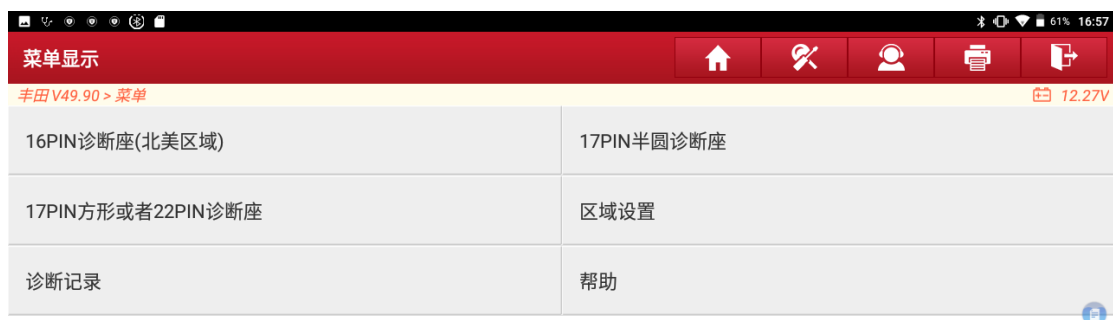 61% 16:57
菜单显示
丰田 V49.90 > 菜单 12.27V
16PIN诊断座(北美区域) 17PIN半圆诊断座
17PIN方形或者22PIN诊断座 区域设置
诊断记录 帮助